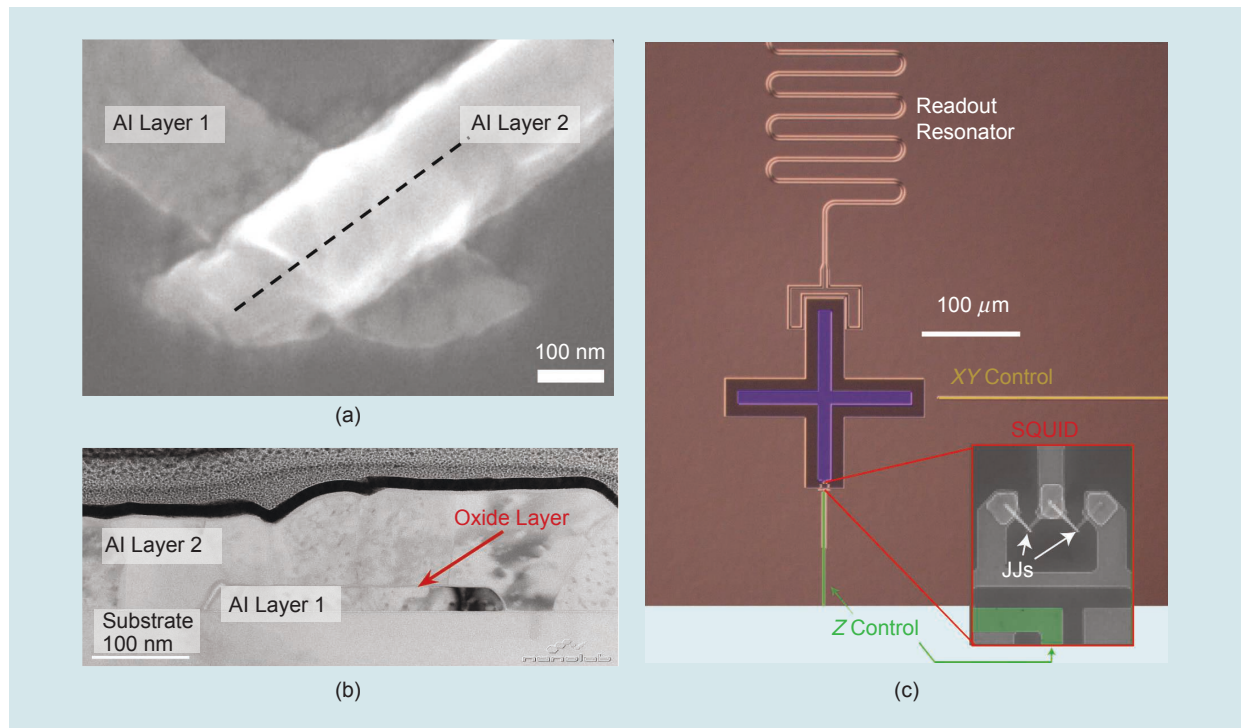 Al Layer 1
Al Layer 2
100 nm
(a)
Oxide Layer
Al Layer 2
Al Layer 1
Substrate
100 nm
nanolab
(b)
Readout
Resonator
100 μm
XY Control
SQUID
JJs
Z Control
(c)